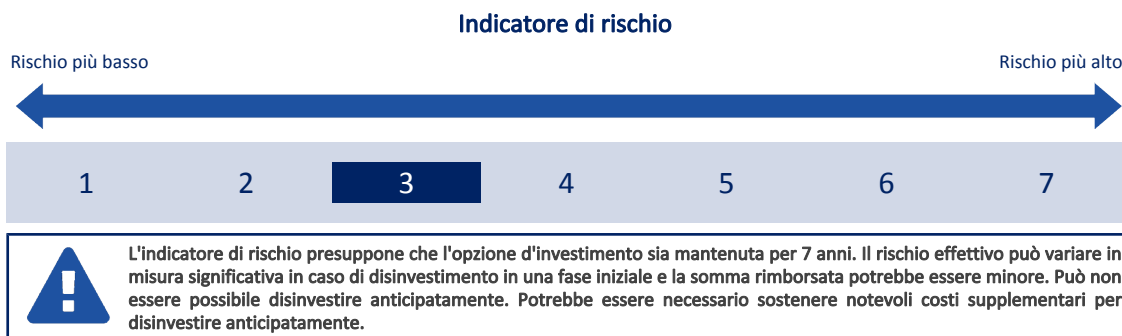 Indicatore di rischio
Rischio più basso
Rischio più alto
1 2 3 4 5 6 7
L'indicatore di rischio presuppone che l'opzione d'investimento sia mantenuta per 7 anni. Il rischio effettivo può variare in
misura significativa in caso di disinvestimento in una fase iniziale e la somma rimborsata potrebbe essere minore. Può non
essere possibile disinvestire anticipatamente. Potrebbe essere necessario sostenere notevoli costi supplementari per
disinvestire anticipatamente.